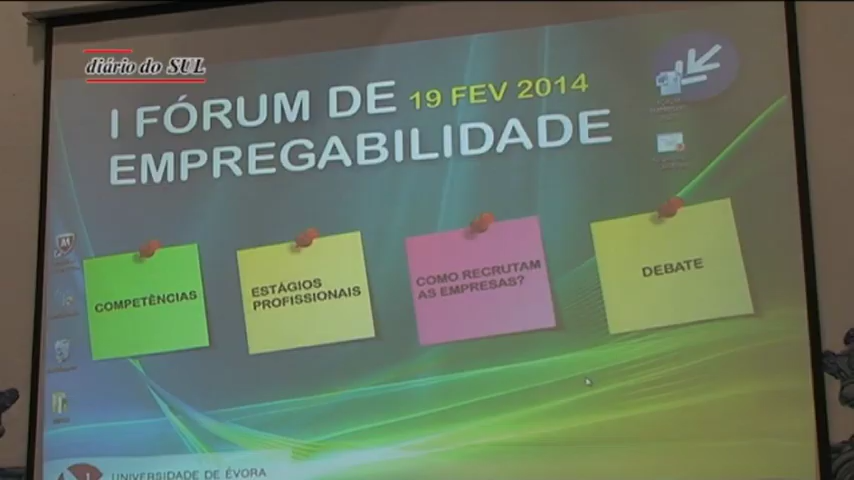 diário do SUL
I FÓRUM DE 19 FEV 2014
EMPREGABILIDADE
COMPETÊNCIAS
ESTÁGIOS
PROFISSIONAIS
COMO RECRUTAM
AS EMPRESAS?
DEBATE
UNIVERSIDADE DE ÉVORA